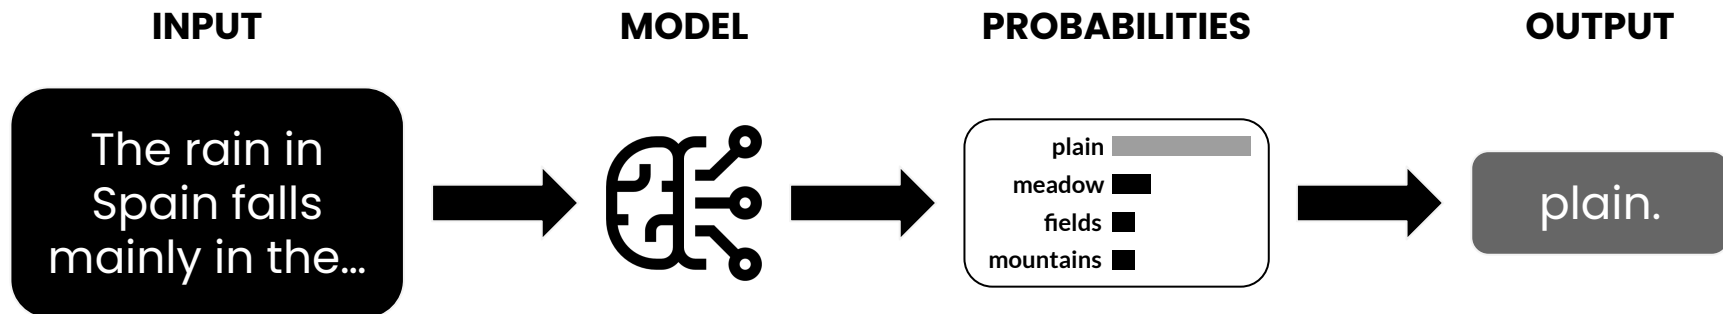 INPUT
MODEL
PROBABILITIES
OUTPUT
The rain in
Spain falls
mainly in the...
plain
meadow
fields
mountains
plain.